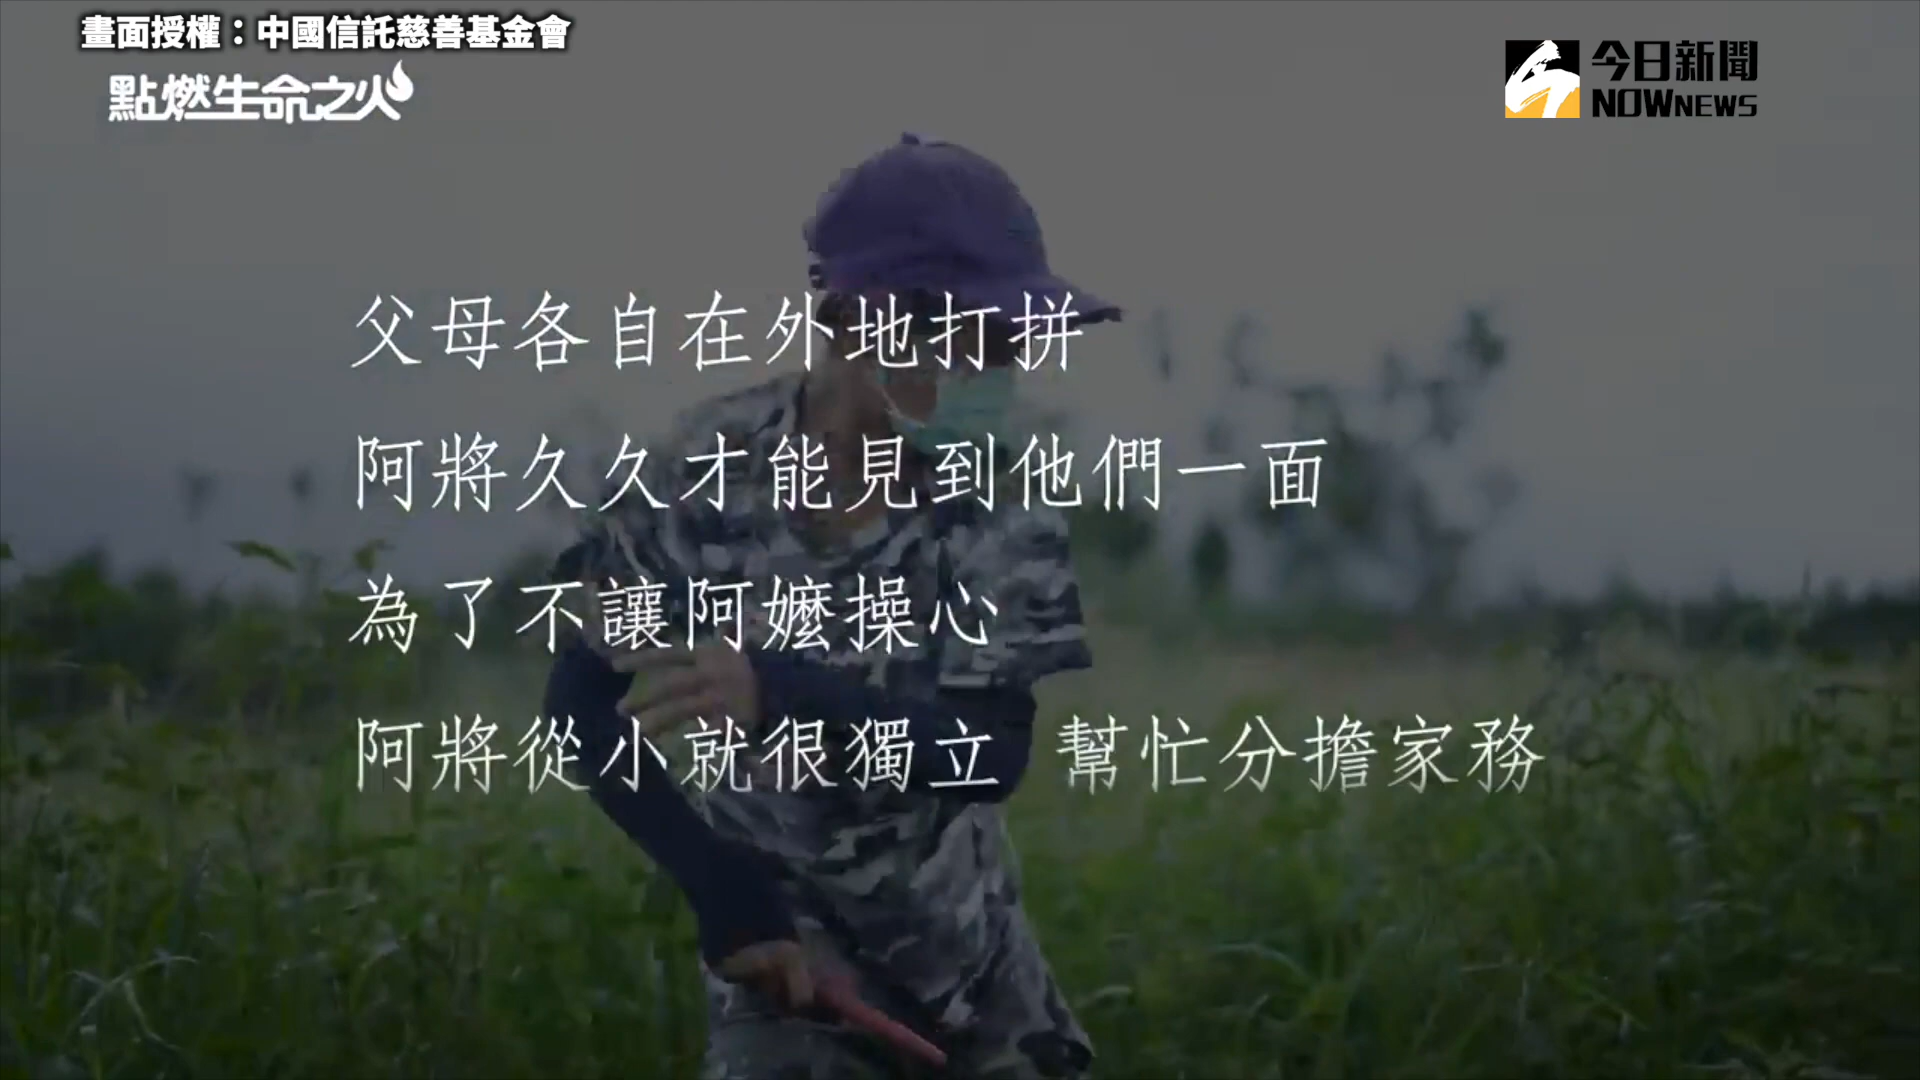 畫面授權：中國信託慈善基金會
點燃生命之火
今日新聞
NOWNEWS
父母各自在外地打拼
阿將久久才能見到他們一面
為了不讓阿嬤操心
阿將從小就很獨立 幫忙分擔家務